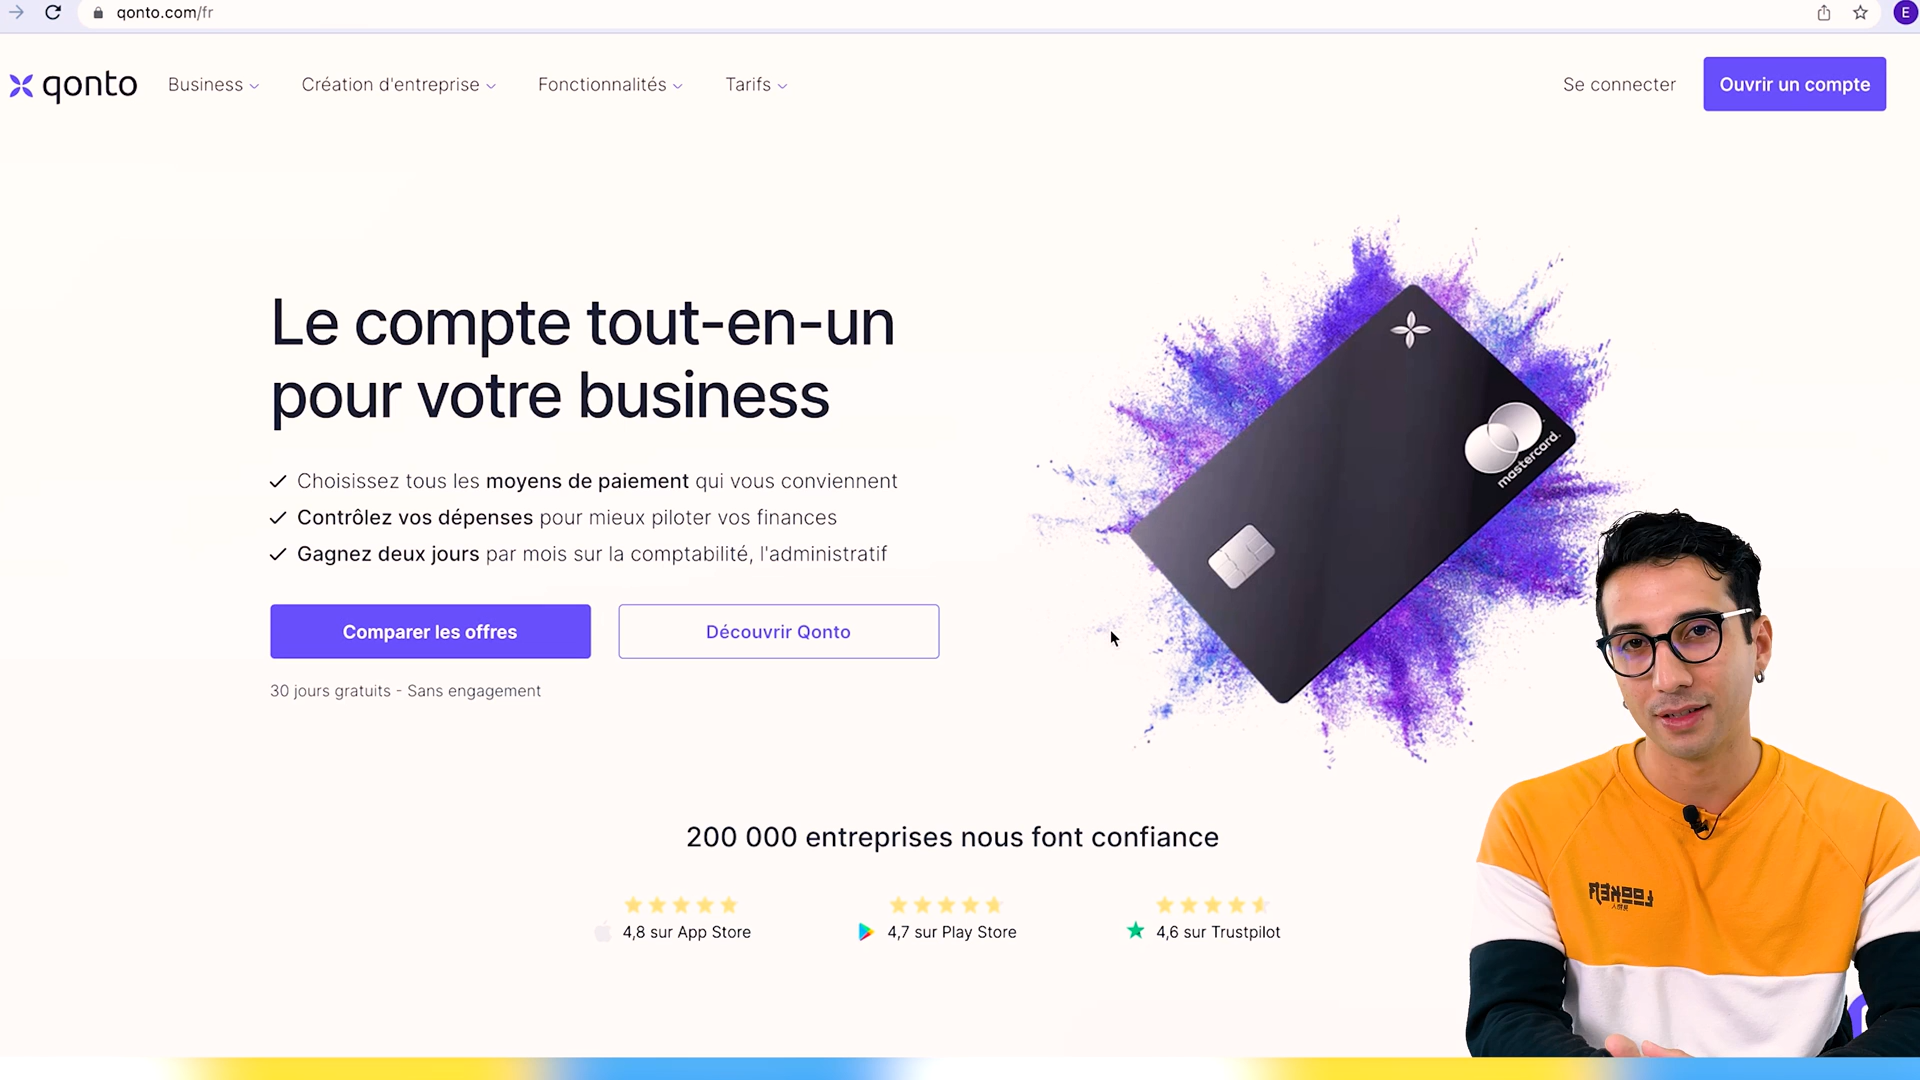 qonto.com/fr
E
qonto
Business
Création d'entreprise
Fonctionnalités
Tarifs
Se connecter
Ouvrir un compte
Le compte tout-en-un
pour votre business
Choisissez tous les moyens de paiement qui vous conviennent
Contrôlez vos dépenses pour mieux piloter vos finances
Gagnez deux jours par mois sur la comptabilité, l'administratif
Comparer les offres
Découvrir Qonto
30 jours gratuits - Sans engagement
mastercard.
200 000 entreprises nous font confiance
4,8 sur App Store
4,7 sur Play Store
4,6 sur Trustpilot